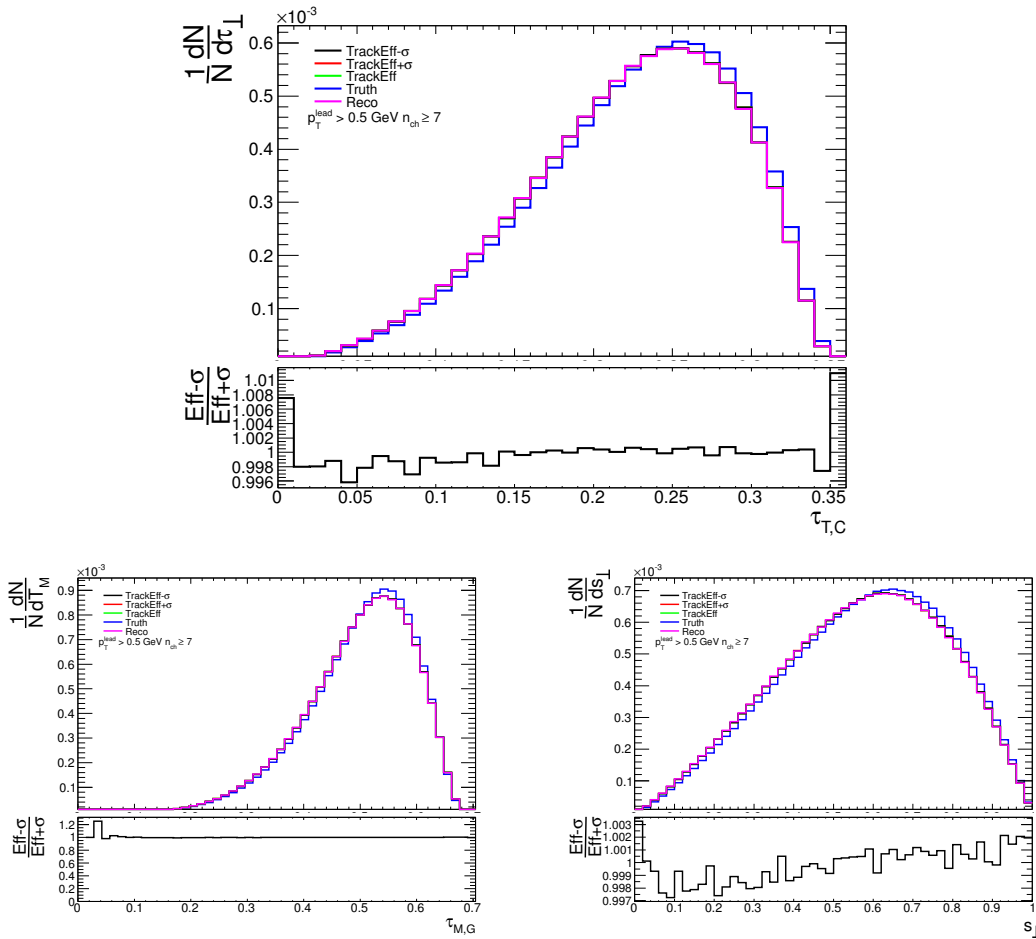 ×10⁻³
1/N dN/dτ⊥
0.6
0.5
0.4
0.3
0.2
0.1
TrackEff-σ
TrackEff+σ
TrackEff
Truth
Reco
p_T^lead > 0.5 GeV n_ch ≥ 7
Eff-σ/Eff+σ
1.01
1.008
1.006
1.004
1.002
1
0.998
0.996
0 0.05 0.1 0.15 0.2 0.25 0.3 0.35
τ_T,C
×10⁻³
1/N dN/dT_M
0.9
0.8
0.7
0.6
0.5
0.4
0.3
0.2
0.1
TrackEff-σ
TrackEff+σ
TrackEff
Truth
Reco
p_T^lead > 0.5 GeV n_ch ≥ 7
Eff-σ/Eff+σ
1.2
1
0.8
0.6
0.4
0.2
0
0 0.1 0.2 0.3 0.4 0.5 0.6 0.7
τ_M,G
×10⁻³
1/N dN/ds⊥
0.7
0.6
0.5
0.4
0.3
0.2
0.1
TrackEff-σ
TrackEff+σ
TrackEff
Truth
Reco
p_T^lead > 0.5 GeV n_ch ≥ 7
Eff-σ/Eff+σ
1.003
1.002
1.001
1
0.999
0.998
0.997
0 0.1 0.2 0.3 0.4 0.5 0.6 0.7 0.8 0.9 1